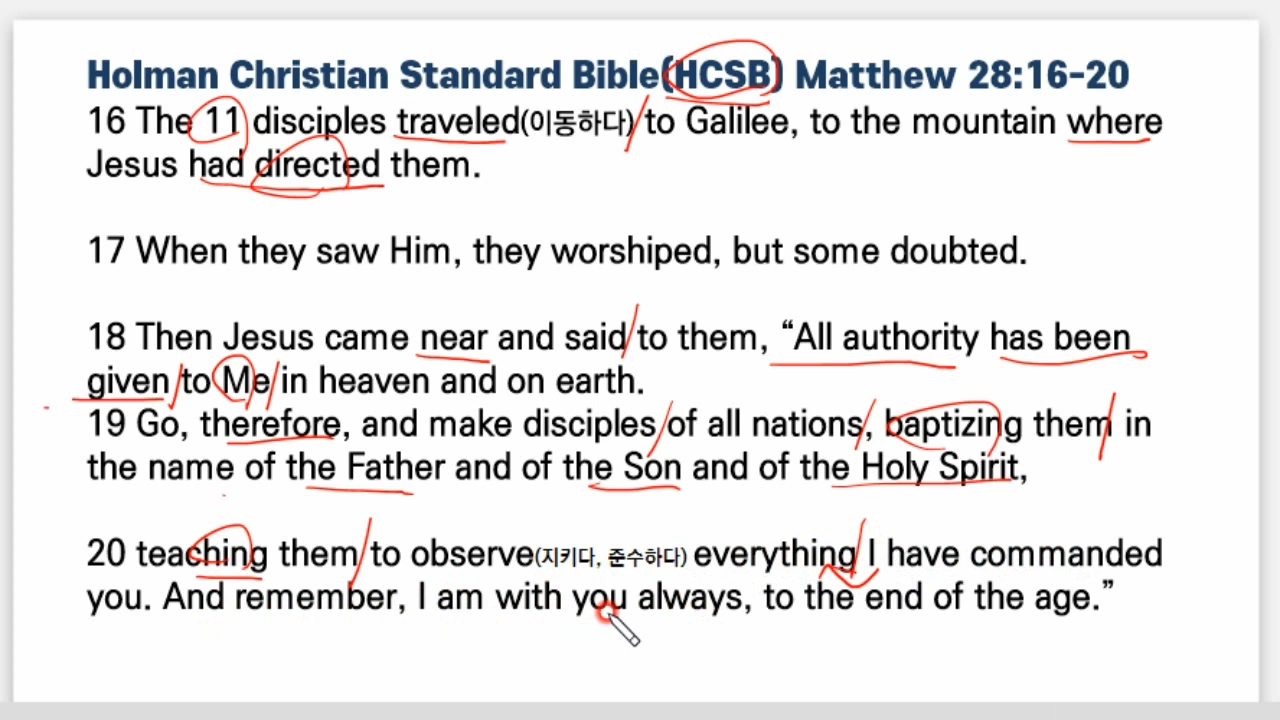 Holman Christian Standard Bible(HCSB) Matthew 28:16-20
16 The 11 disciples traveled(이동하다) to Galilee, to the mountain where
Jesus had directed them.
17 When they saw Him, they worshiped, but some doubted.
18 Then Jesus came near and said to them, “All authority has been
given to Me in heaven and on earth.
19 Go, therefore, and make disciples of all nations, baptizing them in
the name of the Father and of the Son and of the Holy Spirit,
20 teaching them to observe(지키다, 준수하다) everything I have commanded
you. And remember, I am with you always, to the end of the age.”